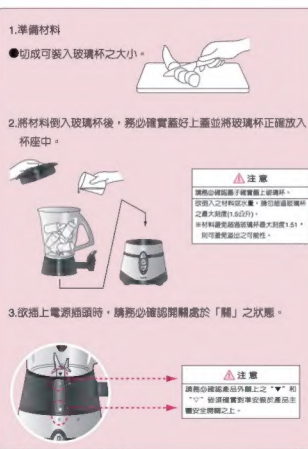 1.準備材料
●切成可裝入玻璃杯之大小。
2.將材料倒入玻璃杯後，務必確實蓋好上蓋並將玻璃杯正確放入
杯座中。
注意
請務必確認蓋子確實蓋上玻璃杯。
欲倒入之材料或水量，請勿超過玻璃杯
之最大刻度(1.5公升)。
※材料避免超過玻璃杯最大刻度1.5l，
則可避免溢出之可能性。
3.欲插上電源插頭時，請務必確認開關處於「關」之狀態。
注意
請務必確認產品外觀上之"▼"和
"▽"皆須確實對準安裝於產品主
體安全開關之上。